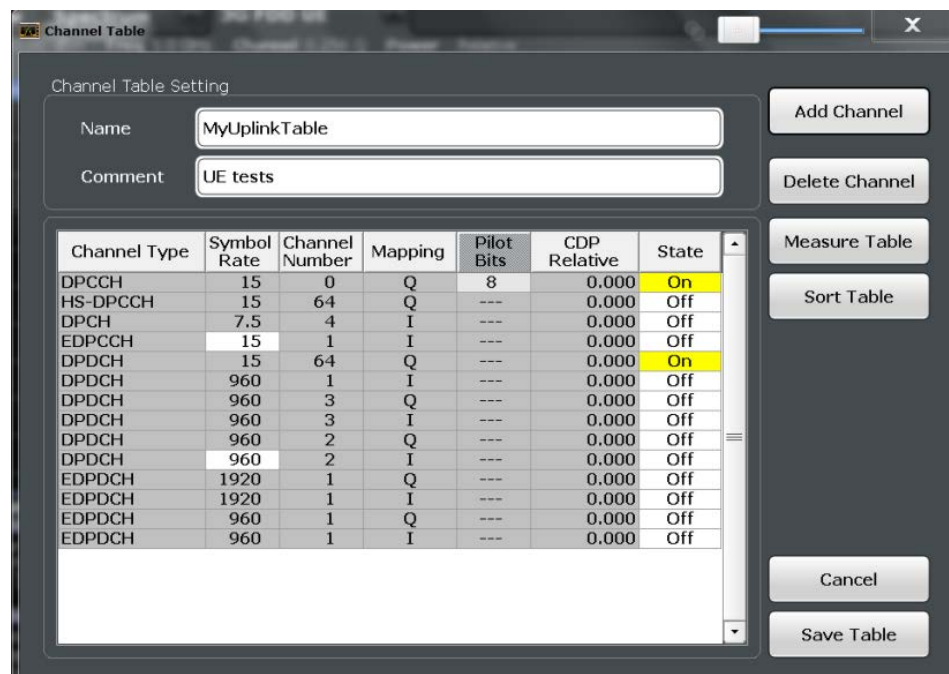 Channel Table
X
Channel Table Setting
Name MyUplinkTable
Comment UE tests
Add Channel
Delete Channel
Measure Table
Sort Table
Channel Type Symbol Rate Channel Number Mapping Pilot Bits CDP Relative State
DPCCH 15 0 Q 8 0.000 On
HS-DPCCH 15 64 Q --- 0.000 Off
DPCH 7.5 4 I --- 0.000 Off
EDPCCH 15 1 I --- 0.000 Off
DPDCH 15 64 Q --- 0.000 On
DPDCH 960 1 I --- 0.000 Off
DPDCH 960 3 Q --- 0.000 Off
DPDCH 960 3 I --- 0.000 Off
DPDCH 960 2 Q --- 0.000 Off
DPDCH 960 2 I --- 0.000 Off
EDPDCH 1920 1 Q --- 0.000 Off
EDPDCH 1920 1 I --- 0.000 Off
EDPDCH 960 1 Q --- 0.000 Off
EDPDCH 960 1 I --- 0.000 Off
Cancel
Save Table